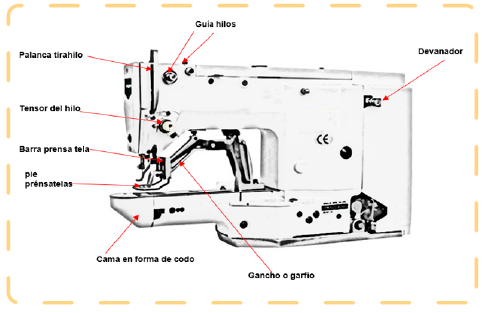 Guía hilos
Palanca tirahilo
Devanador
Tensor del hilo
Barra prensa tela
pie
prénsatelas
Cama en forma de codo
Gancho o garfio
CE